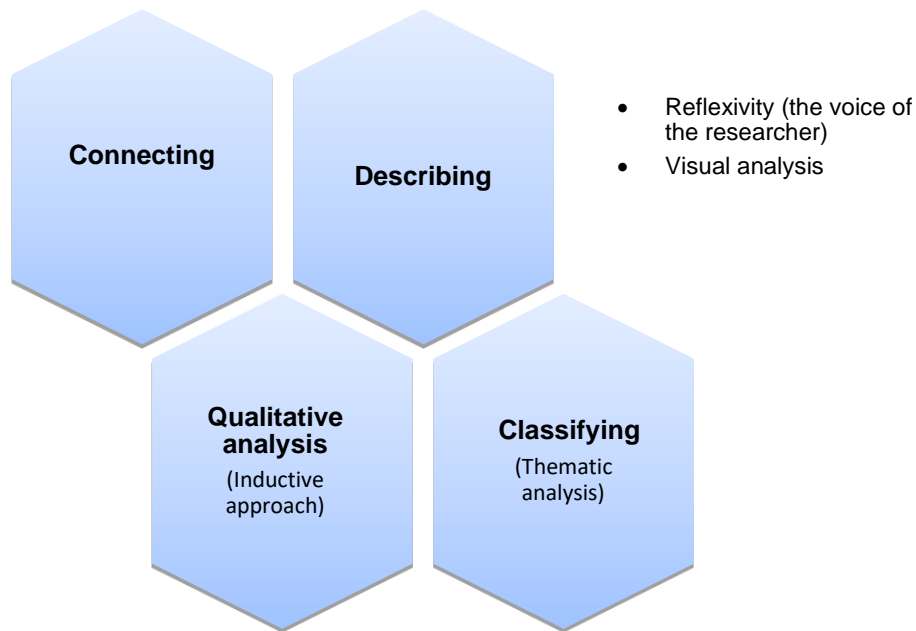 Connecting
Describing
• Reflexivity (the voice of
the researcher)
• Visual analysis
Qualitative
analysis
(Inductive
approach)
Classifying
(Thematic
analysis)